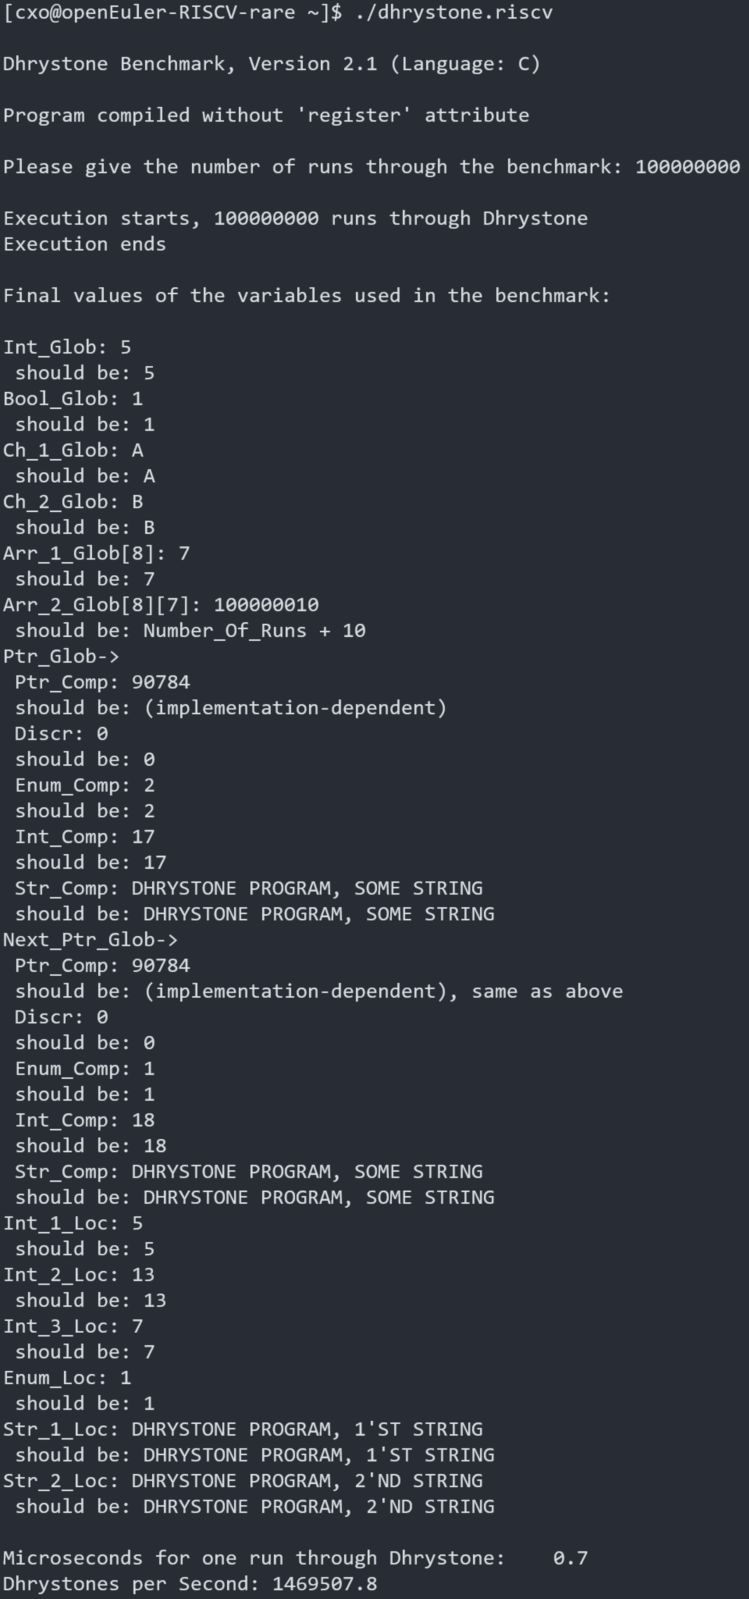 [cxo@openEuler-RISCV-rare ~]$ ./dhrystone.riscv
Dhrystone Benchmark, Version 2.1 (Language: C)
Program compiled without 'register' attribute
Please give the number of runs through the benchmark: 100000000
Execution starts, 100000000 runs through Dhrystone
Execution ends
Final values of the variables used in the benchmark:
Int_Glob: 5
should be: 5
Bool_Glob: 1
should be: 1
Ch_1_Glob: A
should be: A
Ch_2_Glob: B
should be: B
Arr_1_Glob[8]: 7
should be: 7
Arr_2_Glob[8][7]: 100000010
should be: Number_Of_Runs + 10
Ptr_Glob->
Ptr_Comp: 90784
should be: (implementation-dependent)
Discr: 0
should be: 0
Enum_Comp: 2
should be: 2
Int_Comp: 17
should be: 17
Str_Comp: DHRYSTONE PROGRAM, SOME STRING
should be: DHRYSTONE PROGRAM, SOME STRING
Next_Ptr_Glob->
Ptr_Comp: 90784
should be: (implementation-dependent), same as above
Discr: 0
should be: 0
Enum_Comp: 1
should be: 1
Int_Comp: 18
should be: 18
Str_Comp: DHRYSTONE PROGRAM, SOME STRING
should be: DHRYSTONE PROGRAM, SOME STRING
Int_1_Loc: 5
should be: 5
Int_2_Loc: 13
should be: 13
Int_3_Loc: 7
should be: 7
Enum_Loc: 1
should be: 1
Str_1_Loc: DHRYSTONE PROGRAM, 1'ST STRING
should be: DHRYSTONE PROGRAM, 1'ST STRING
Str_2_Loc: DHRYSTONE PROGRAM, 2'ND STRING
should be: DHRYSTONE PROGRAM, 2'ND STRING
Microseconds for one run through Dhrystone: 0.7
Dhrystones per Second: 1469507.8